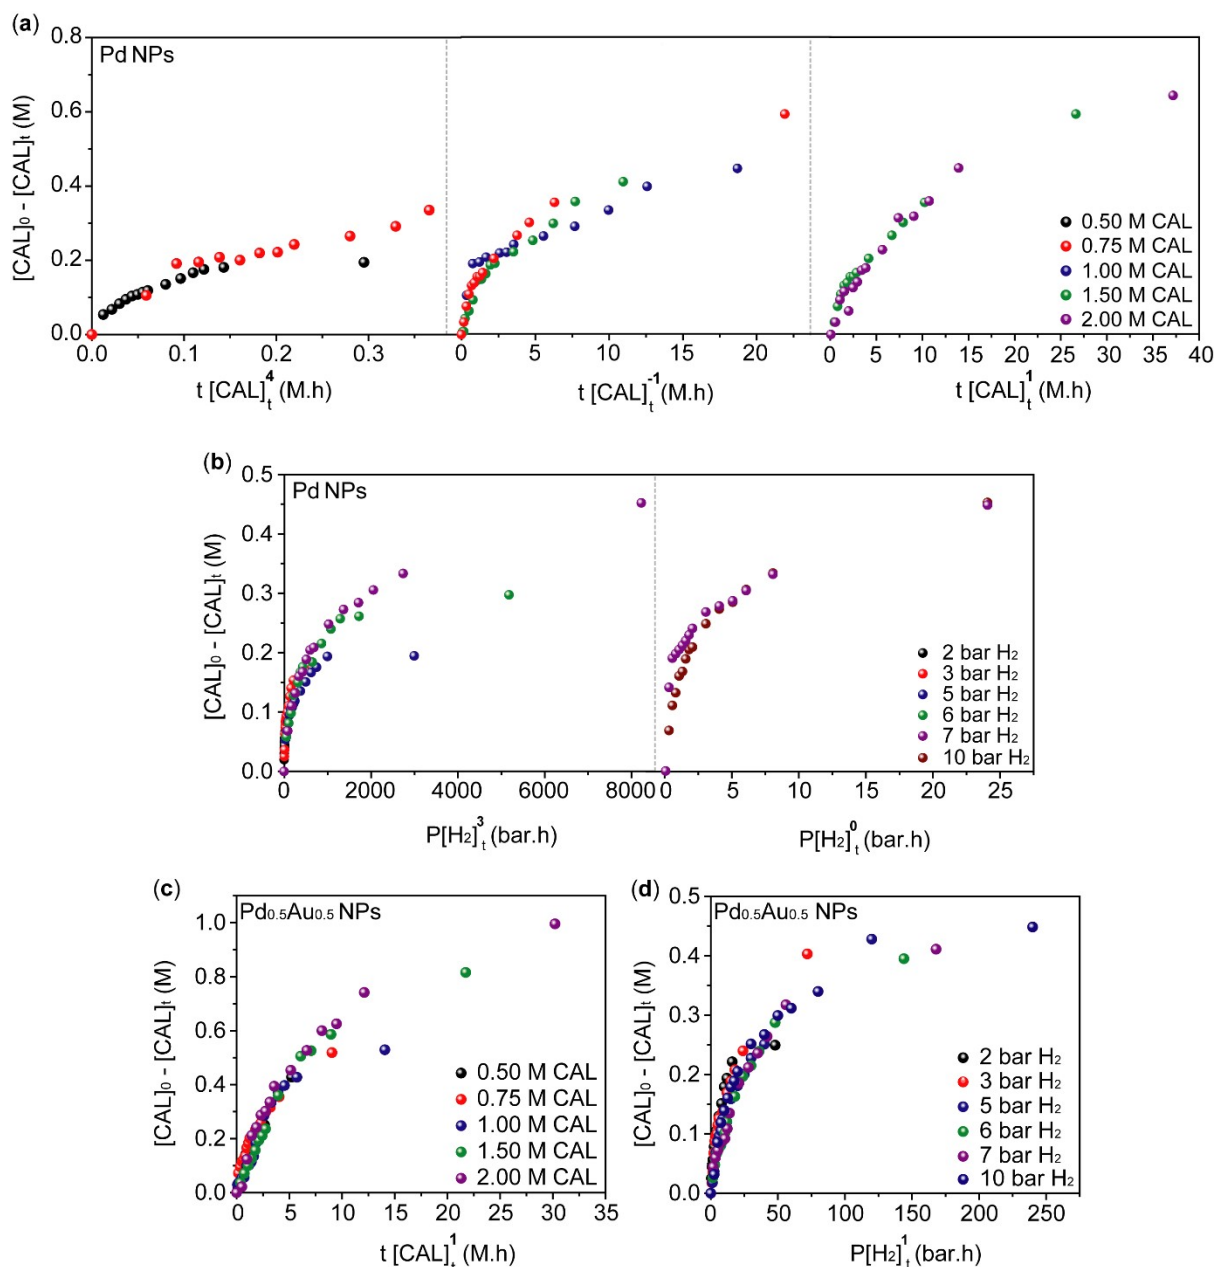 (a)
Pd NPs
[CAL]₀ - [CAL]ₜ (M)
0.8
0.6
0.4
0.2
0.0
0.0 0.1 0.2 0.3 0 5 10 15 20 0 5 10 15 20 25 30 35 40
t [CAL]ₜ⁴ (M.h) t [CAL]ₜ⁻¹ (M.h) t [CAL]ₜ¹ (M.h)
0.50 M CAL
0.75 M CAL
1.00 M CAL
1.50 M CAL
2.00 M CAL
(b)
Pd NPs
[CAL]₀ - [CAL]ₜ (M)
0.5
0.4
0.3
0.2
0.1
0.0
0 2000 4000 6000 8000 0 5 10 15 20 25
P[H₂]ₜ³ (bar.h) P[H₂]ₜ⁰ (bar.h)
2 bar H₂
3 bar H₂
5 bar H₂
6 bar H₂
7 bar H₂
10 bar H₂
(c)
Pd₀.₅Au₀.₅ NPs
[CAL]₀ - [CAL]ₜ (M)
1.0
0.8
0.6
0.4
0.2
0.0
0 5 10 15 20 25 30 35
t [CAL]ₜ¹ (M.h)
0.50 M CAL
0.75 M CAL
1.00 M CAL
1.50 M CAL
2.00 M CAL
(d)
Pd₀.₅Au₀.₅ NPs
[CAL]₀ - [CAL]ₜ (M)
0.5
0.4
0.3
0.2
0.1
0.0
0 50 100 150 200 250
P[H₂]ₜ¹ (bar.h)
2 bar H₂
3 bar H₂
5 bar H₂
6 bar H₂
7 bar H₂
10 bar H₂